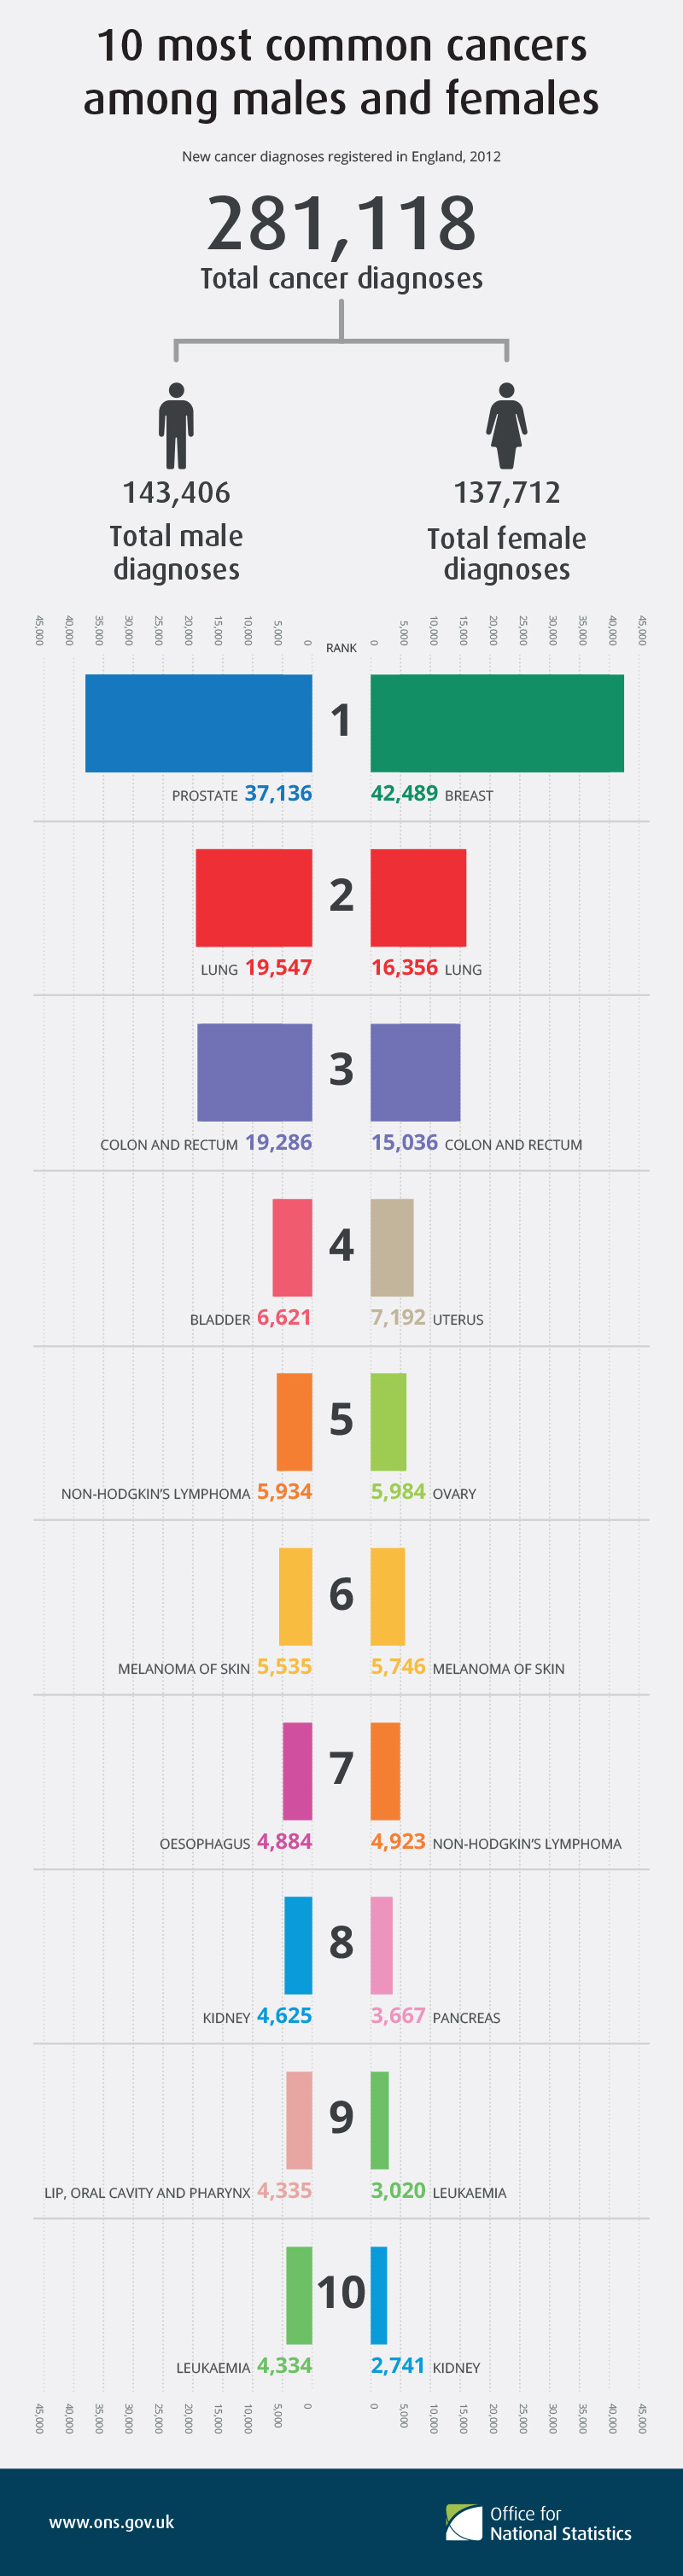 10 most common cancers
among males and females
New cancer diagnoses registered in England, 2012
281,118
Total cancer diagnoses
143,406
137,712
Total male
diagnoses
Total female
diagnoses
45,000 40,000 35,000 30,000 25,000 20,000 15,000 10,000 5,000 0 RANK 0 5,000 10,000 15,000 20,000 25,000 30,000 35,000 40,000 45,000
1
PROSTATE 37,136 42,489 BREAST
2
LUNG 19,547 16,356 LUNG
3
COLON AND RECTUM 19,286 15,036 COLON AND RECTUM
4
BLADDER 6,621 7,192 UTERUS
5
NON-HODGKIN'S LYMPHOMA 5,934 5,984 OVARY
6
MELANOMA OF SKIN 5,535 5,746 MELANOMA OF SKIN
7
OESOPHAGUS 4,884 4,923 NON-HODGKIN'S LYMPHOMA
8
KIDNEY 4,625 3,667 PANCREAS
9
LIP, ORAL CAVITY AND PHARYNX 4,335 3,020 LEUKAEMIA
10
LEUKAEMIA 4,334 2,741 KIDNEY
45,000 40,000 35,000 30,000 25,000 20,000 15,000 10,000 5,000 0 0 5,000 10,000 15,000 20,000 25,000 30,000 35,000 40,000 45,000
www.ons.gov.uk
Office for
National Statistics